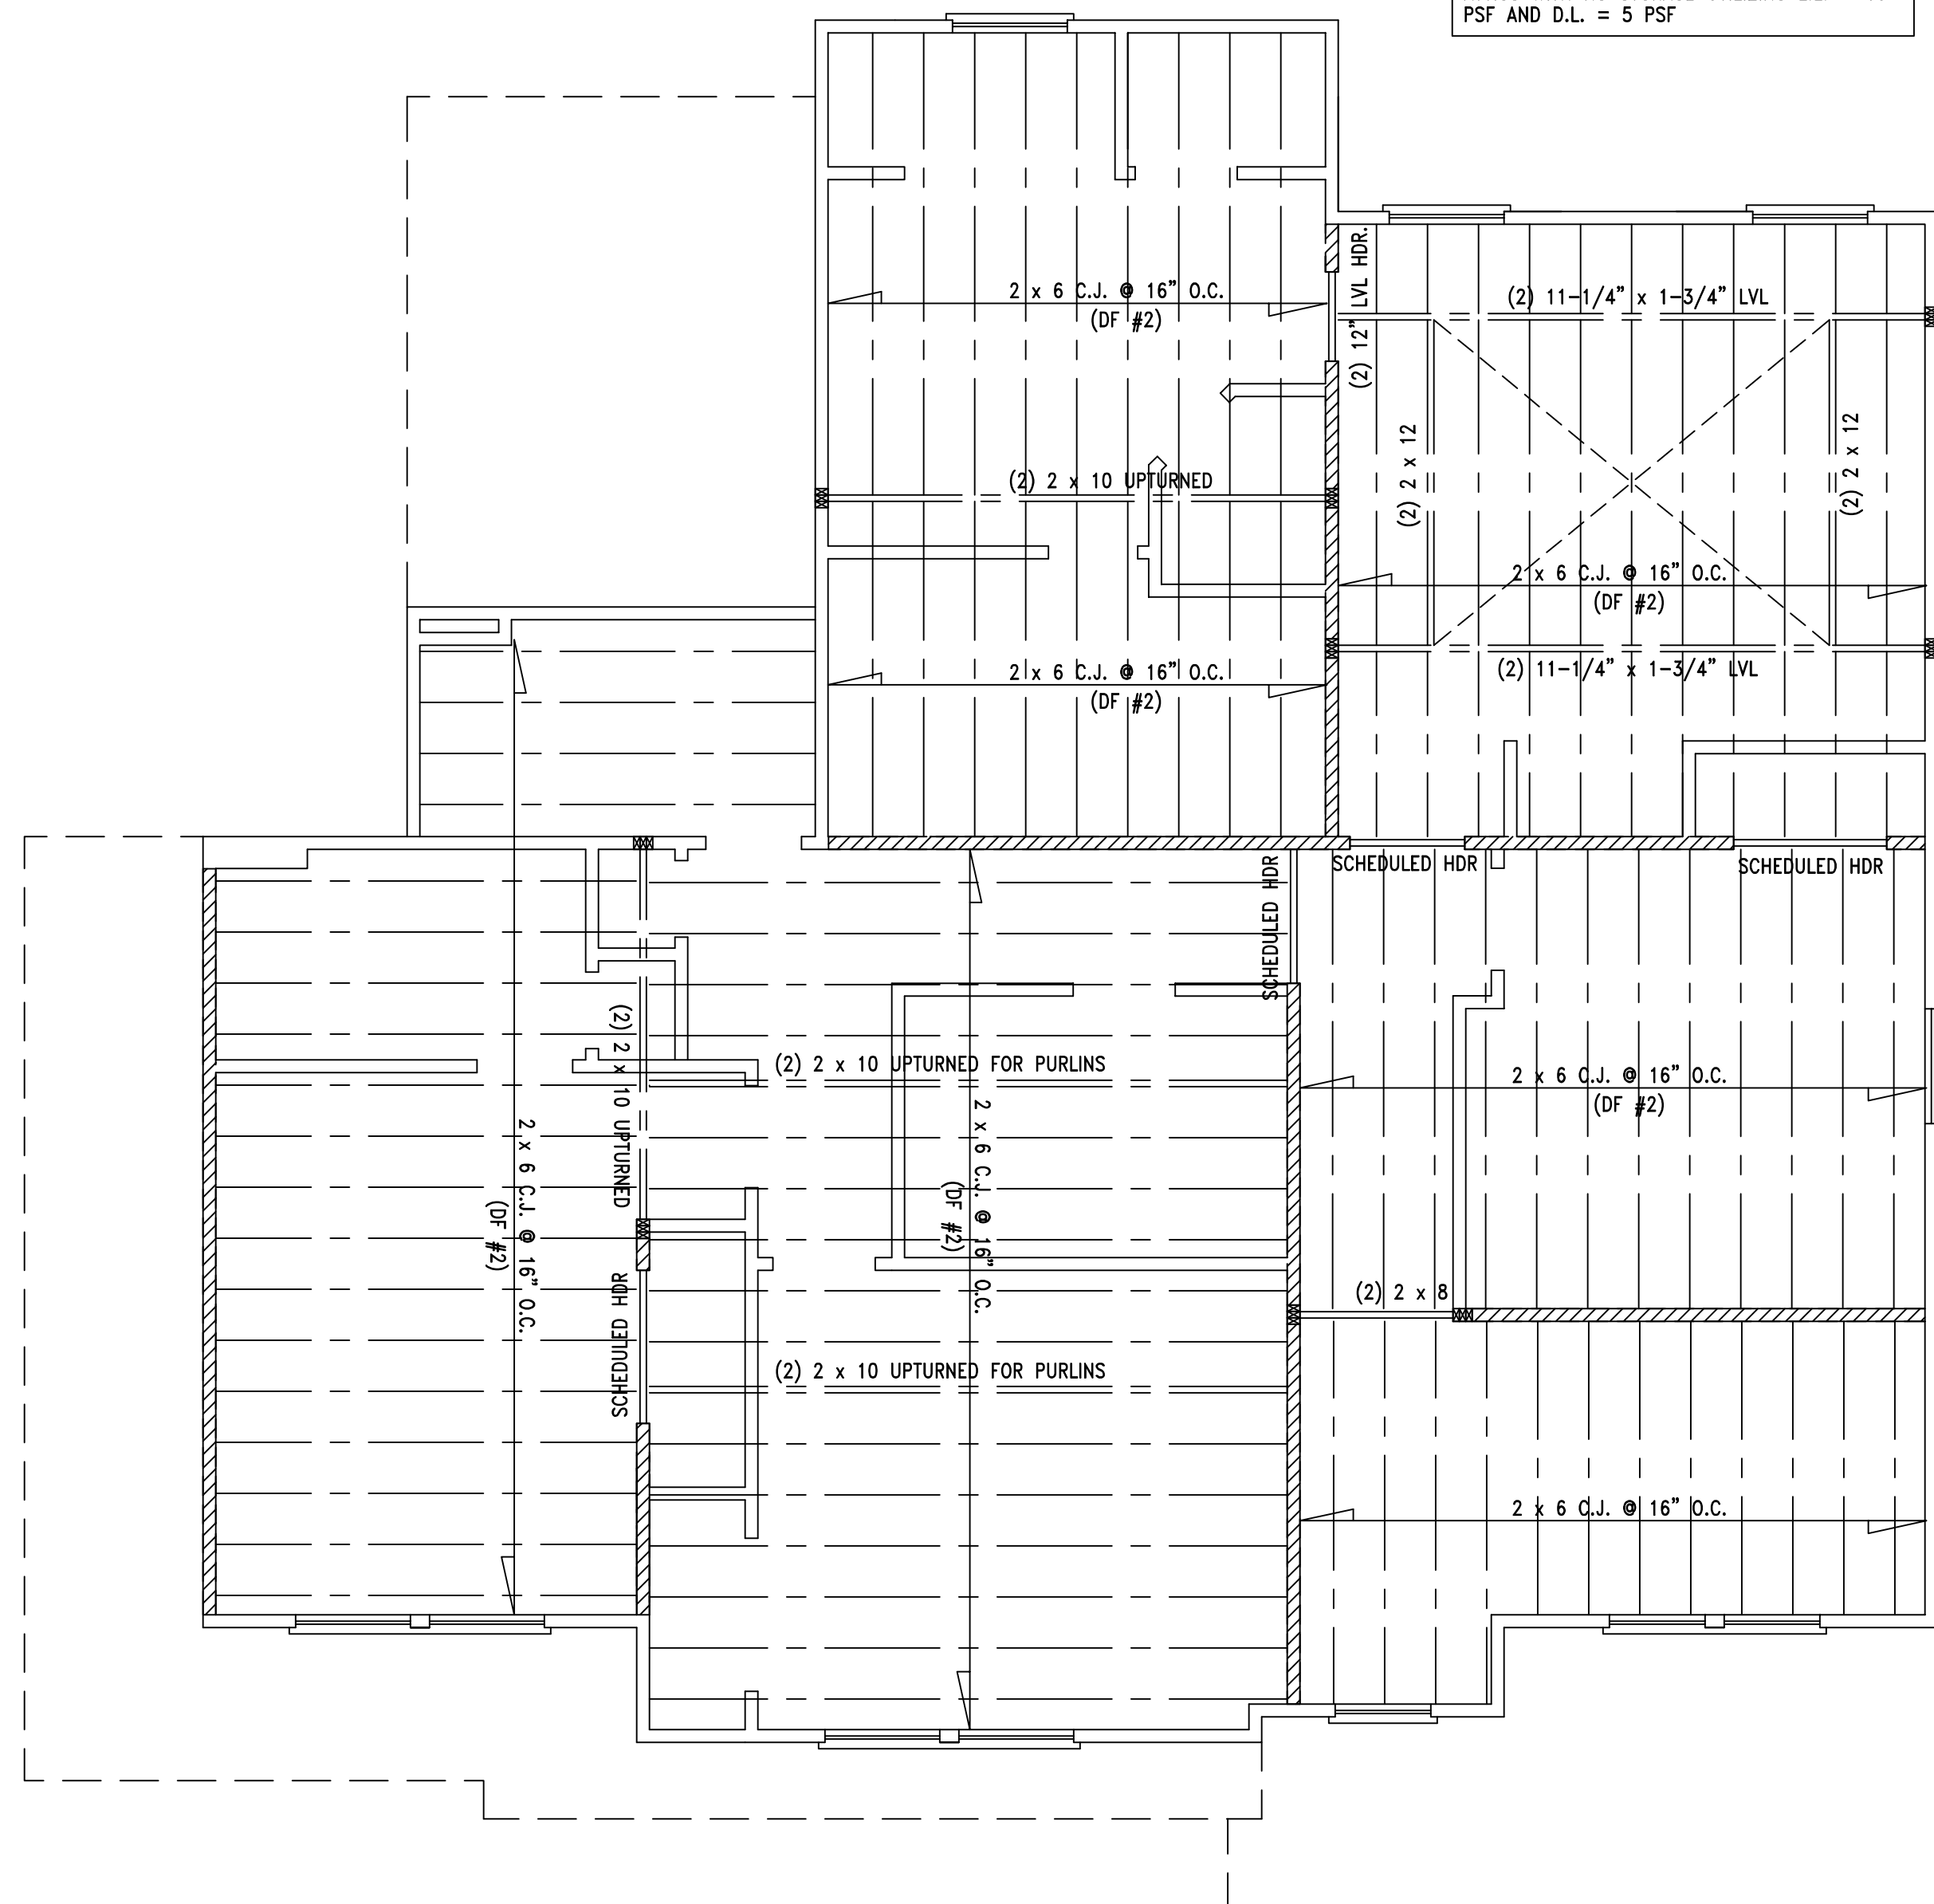 PSF AND D.L. = 5 PSF
2 x 6 C.J. @ 16" O.C.
(DF #2)
(2) 12" LVL HDR.
(2) 11-1/4" x 1-3/4" LVL
(2) 2 x 12
(2) 2 x 12
(2) 2 x 10 UPTURNED
2 x 6 C.J. @ 16" O.C.
(DF #2)
(2) 11-1/4" x 1-3/4" LVL
2 x 6 C.J. @ 16" O.C.
(DF #2)
SCHEDULED HDR
SCHEDULED HDR
SCHEDULED HDR
(2) 2 x 10 UPTURNED
(2) 2 x 10 UPTURNED FOR PURLINS
2 x 6 C.J. @ 16" O.C.
(DF #2)
2 x 6 C.J. @ 16" O.C.
(DF #2)
2 x 6 C.J. @ 16" O.C.
(DF #2)
SCHEDULED HDR
(2) 2 x 8
(2) 2 x 10 UPTURNED FOR PURLINS
2 x 6 C.J. @ 16" O.C.